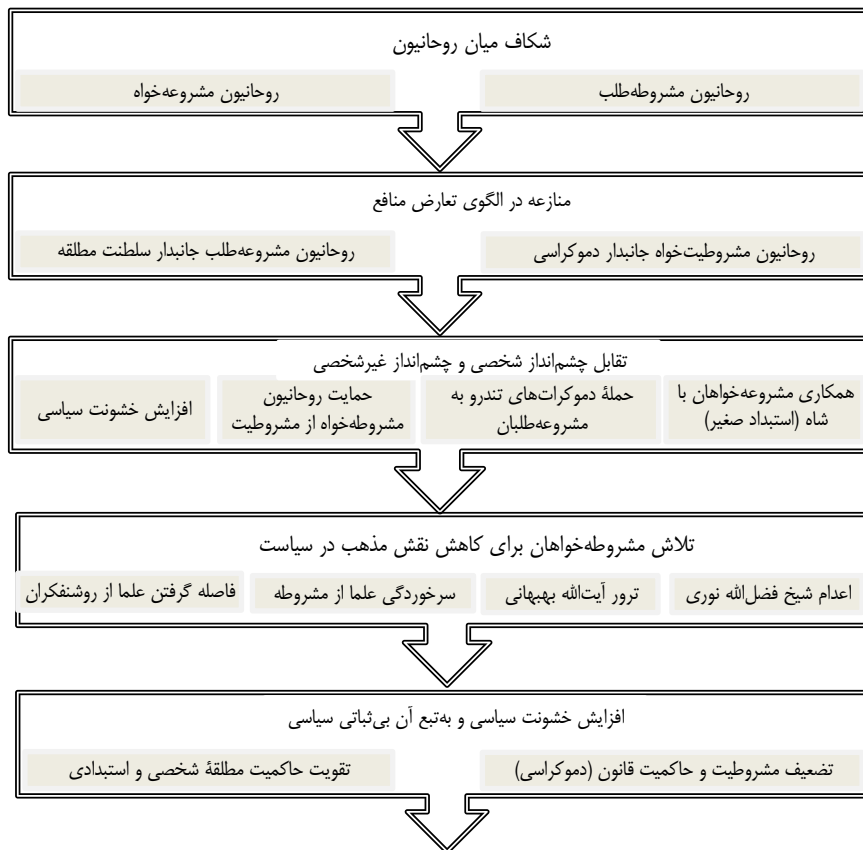 شکاف میان روحانیون
روحانیون مشروطه‌طلب
روحانیون مشروعه‌خواه
منازعه در الگوی تعارض منافع
روحانیون مشروطیت‌خواه جانبدار دموکراسی
روحانیون مشروعه‌طلب جانبدار سلطنت مطلقه
تقابل چشم‌انداز شخصی و چشم‌انداز غیرشخصی
همکاری مشروعه‌خواهان با
شاه (استبداد صغیر)
حملهٔ دموکرات‌های تندرو به
مشروعه‌طلبان
حمایت روحانیون
مشروطه‌خواه از مشروطیت
افزایش خشونت سیاسی
تلاش مشروطه‌خواهان برای کاهش نقش مذهب در سیاست
اعدام شیخ فضل‌الله نوری
ترور آیت‌الله بهبهانی
سرخوردگی علما از مشروطه
فاصله گرفتن علما از روشنفکران
افزایش خشونت سیاسی و به‌تبع آن بی‌ثباتی سیاسی
تضعیف مشروطیت و حاکمیت قانون (دموکراسی)
تقویت حاکمیت مطلقهٔ شخصی و استبدادی